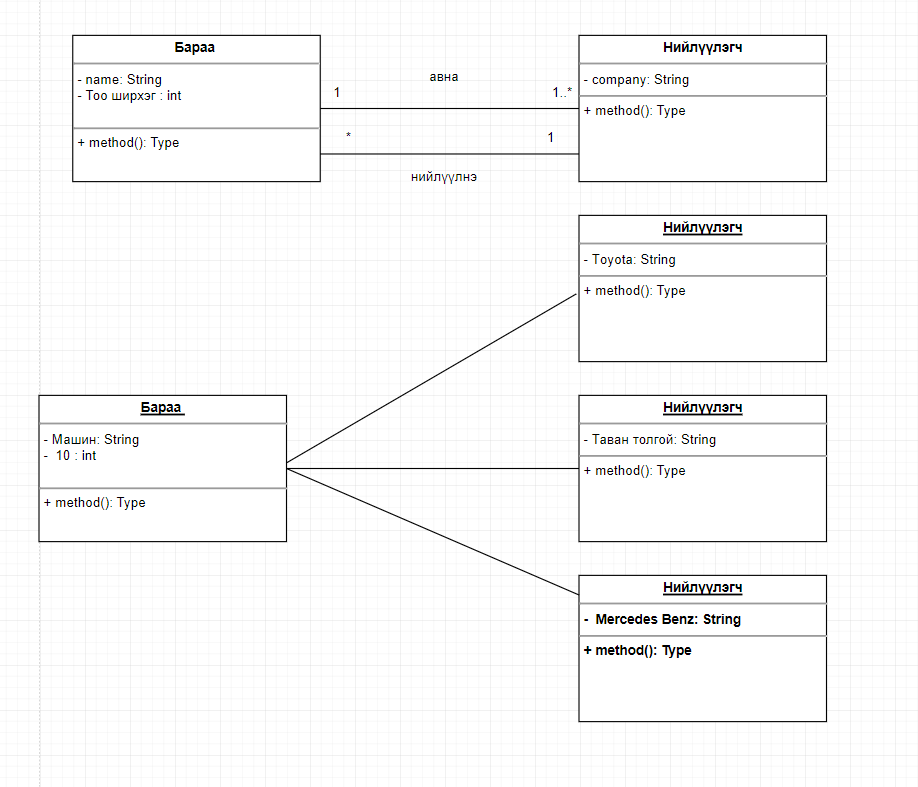 Бараа
- name: String
- Тоо ширхэг : int
+ method(): Type
авна
1
1..*
*
1
нийлүүлнэ
Нийлүүлэгч
- company: String
+ method(): Type
Нийлүүлэгч
- Toyota: String
+ method(): Type
Бараа
- Машин: String
- 10 : int
+ method(): Type
Нийлүүлэгч
- Таван толгой: String
+ method(): Type
Нийлүүлэгч
- Mercedes Benz: String
+ method(): Type